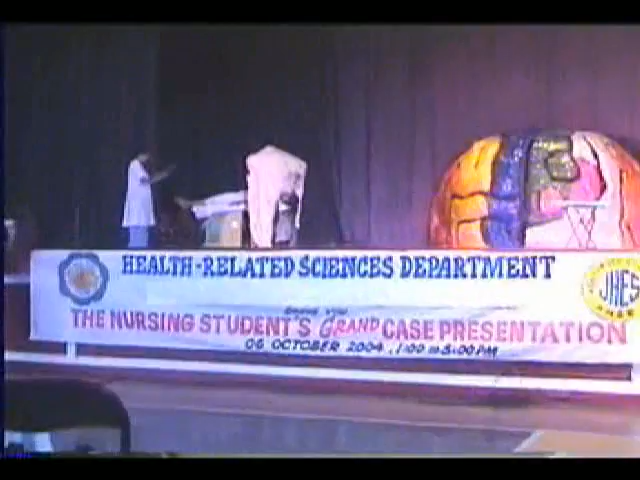 HEALTH-RELATED SCIENCES DEPARTMENT
THE NURSING STUDENT'S GRAND CASE PRESENTATION
06 OCTOBER 2004, 1:00 to 5:00 PM